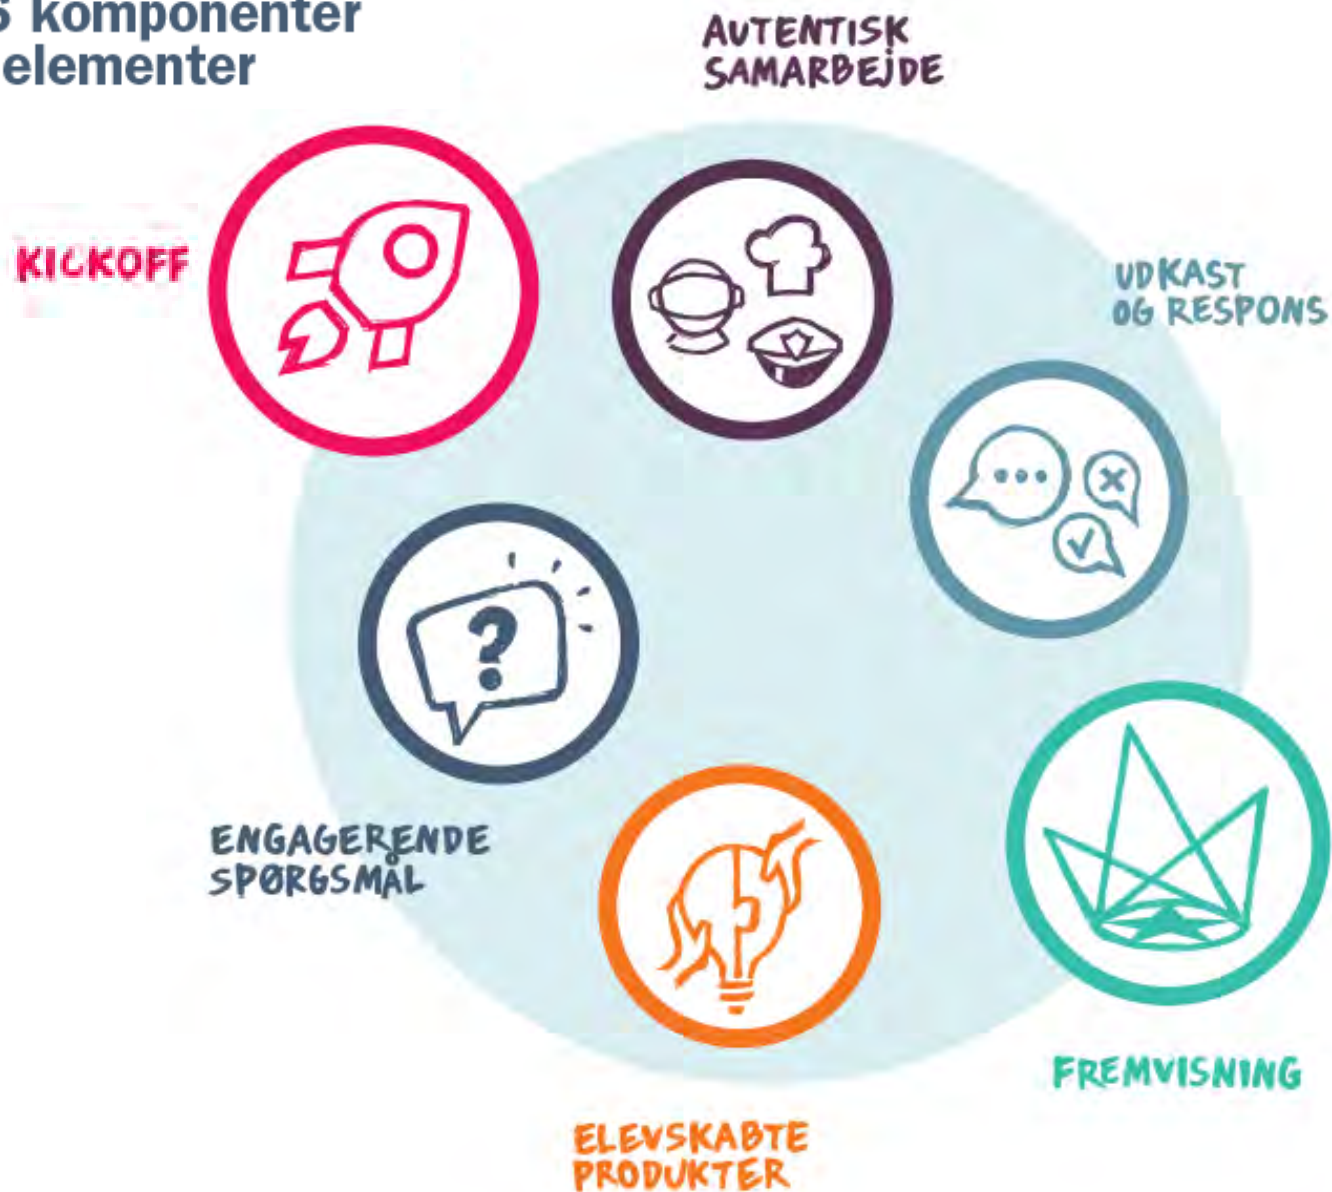 komponenter
elementer
AUTENTISK
SAMARBEJDE
KICKOFF
UDKAST
OG RESPONS
ENGAGERENDE
SPØRGSMÅL
FREMVISNING
ELEVSKABTE
PRODUKTER